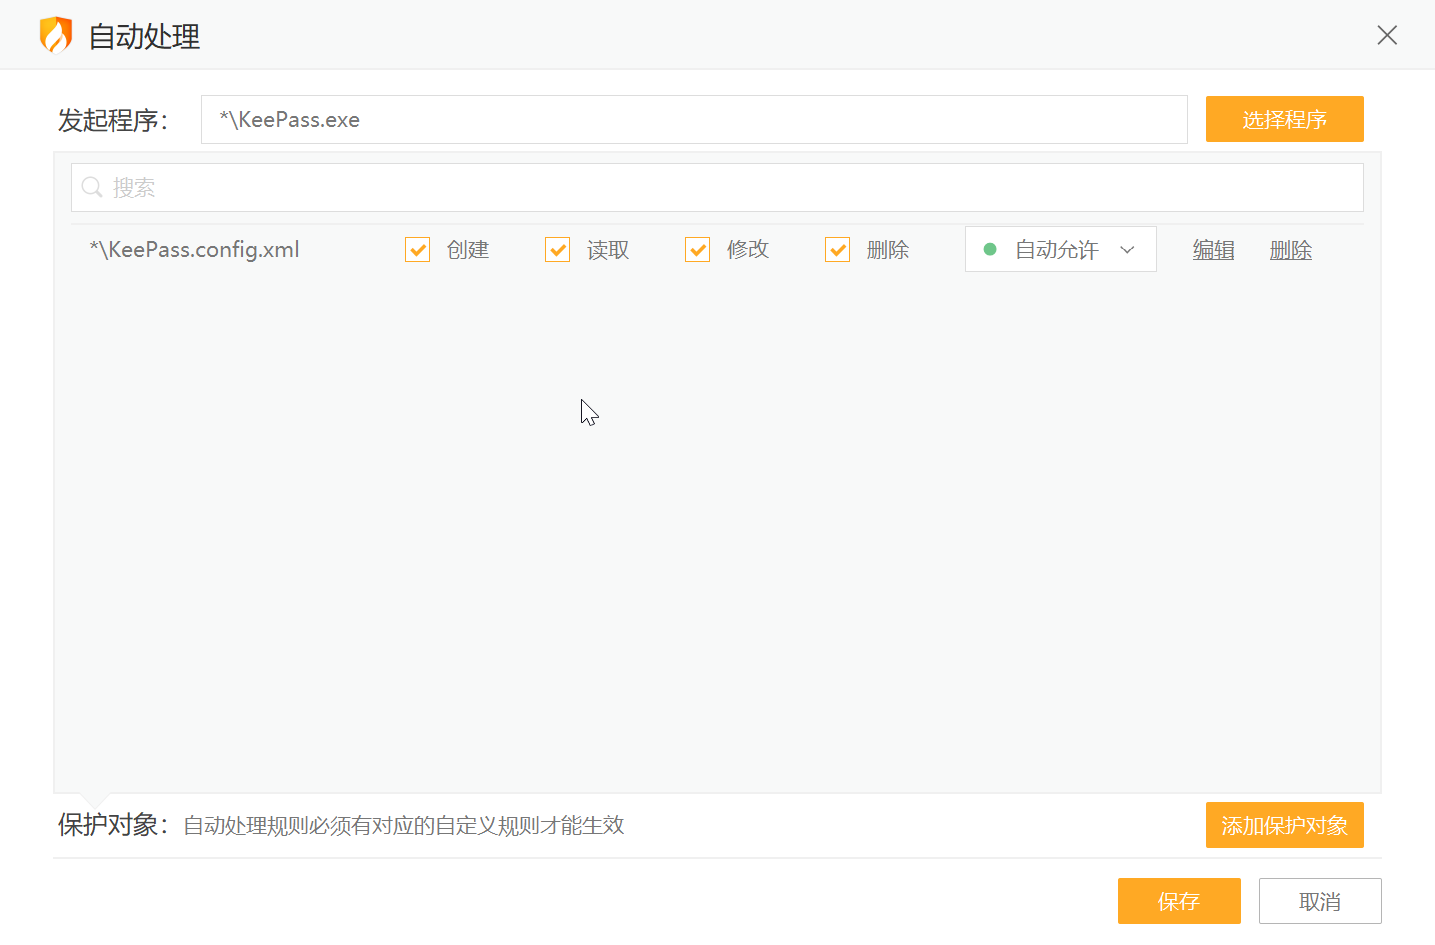 自动处理
发起程序： *\KeePass.exe 选择程序
搜索
*\KeePass.config.xml 创建 读取 修改 删除 自动允许 编辑 删除
保护对象： 自动处理规则必须有对应的自定义规则才能生效 添加保护对象
保存 取消